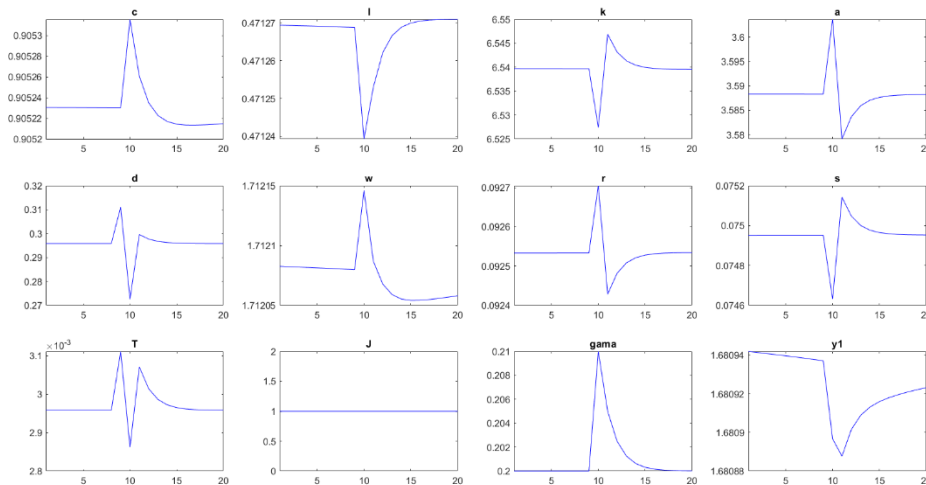 c
0.9053
0.90528
0.90526
0.90524
0.90522
0.9052
5 10 15 20
l
0.47127
0.47126
0.47125
0.47124
5 10 15 20
k
6.55
6.545
6.54
6.535
6.53
6.525
5 10 15 20
a
3.6
3.595
3.59
3.585
3.58
5 10 15 20
d
0.32
0.31
0.3
0.29
0.28
0.27
5 10 15 20
w
1.71215
1.7121
1.71205
5 10 15 20
r
0.0927
0.0926
0.0925
0.0924
5 10 15 20
s
0.0752
0.075
0.0748
0.0746
5 10 15 20
T
×10⁻³
3.1
3
2.9
2.8
5 10 15 20
J
2
1.5
1
0.5
0
5 10 15 20
gama
0.21
0.208
0.206
0.204
0.202
0.2
5 10 15 20
y1
1.68094
1.68092
1.6809
1.68088
5 10 15 20